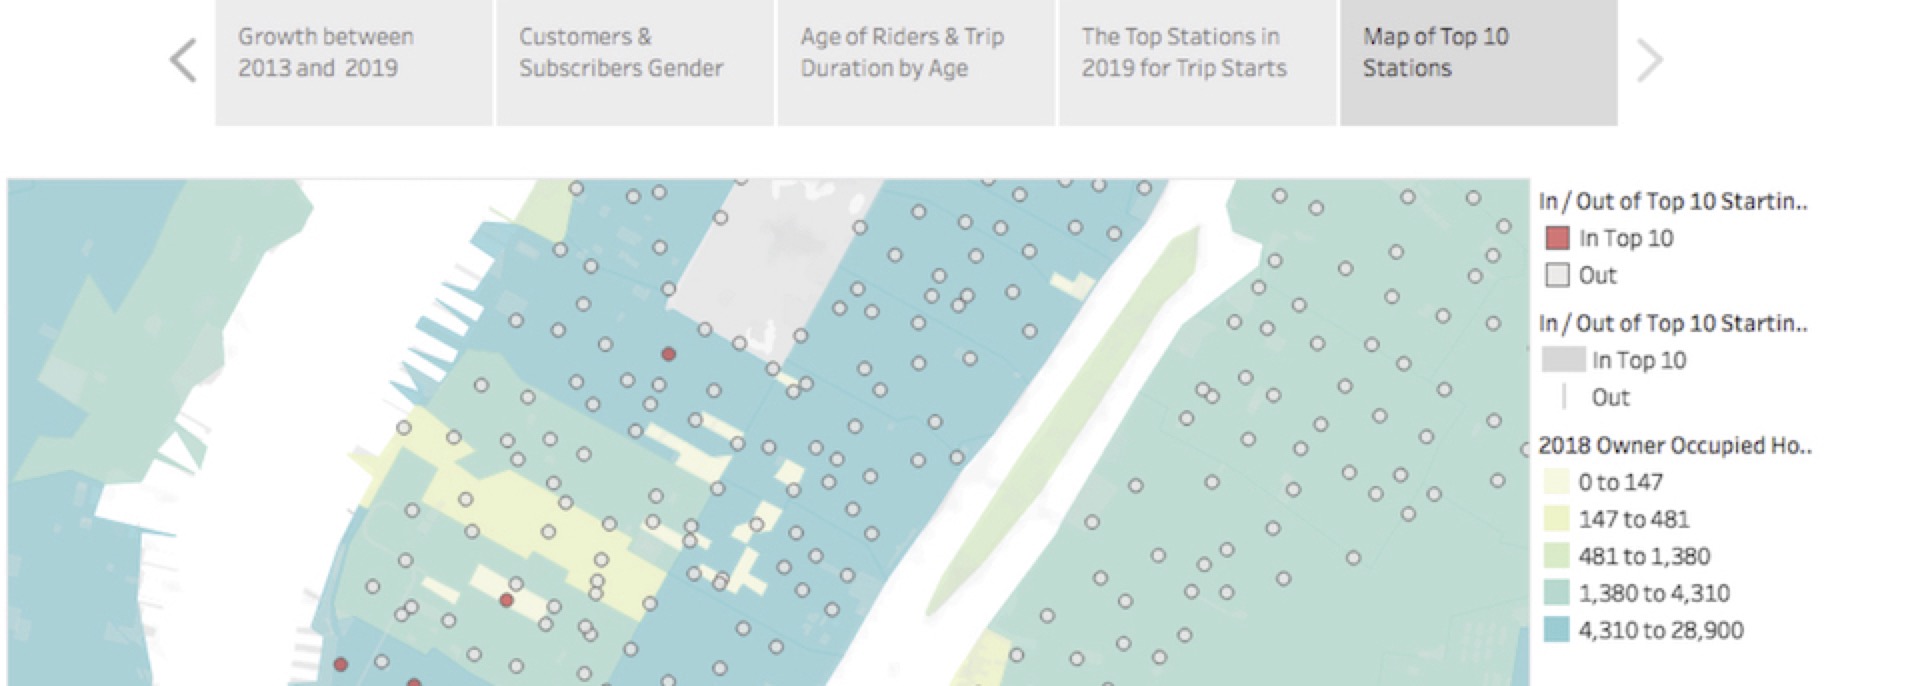 Growth between
2013 and 2019
Customers &
Subscribers Gender
Age of Riders & Trip
Duration by Age
The Top Stations in
2019 for Trip Starts
Map of Top 10
Stations
In / Out of Top 10 Startin..
In Top 10
Out
In / Out of Top 10 Startin..
In Top 10
Out
2018 Owner Occupied Ho..
0 to 147
147 to 481
481 to 1,380
1,380 to 4,310
4,310 to 28,900